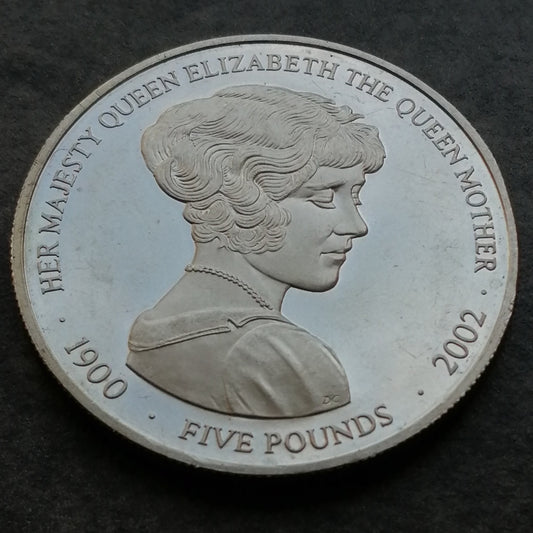 HER MAJESTY QUEEN ELIZABETH THE QUEEN MOTHER
· 1900 · FIVE POUNDS · 2002 ·